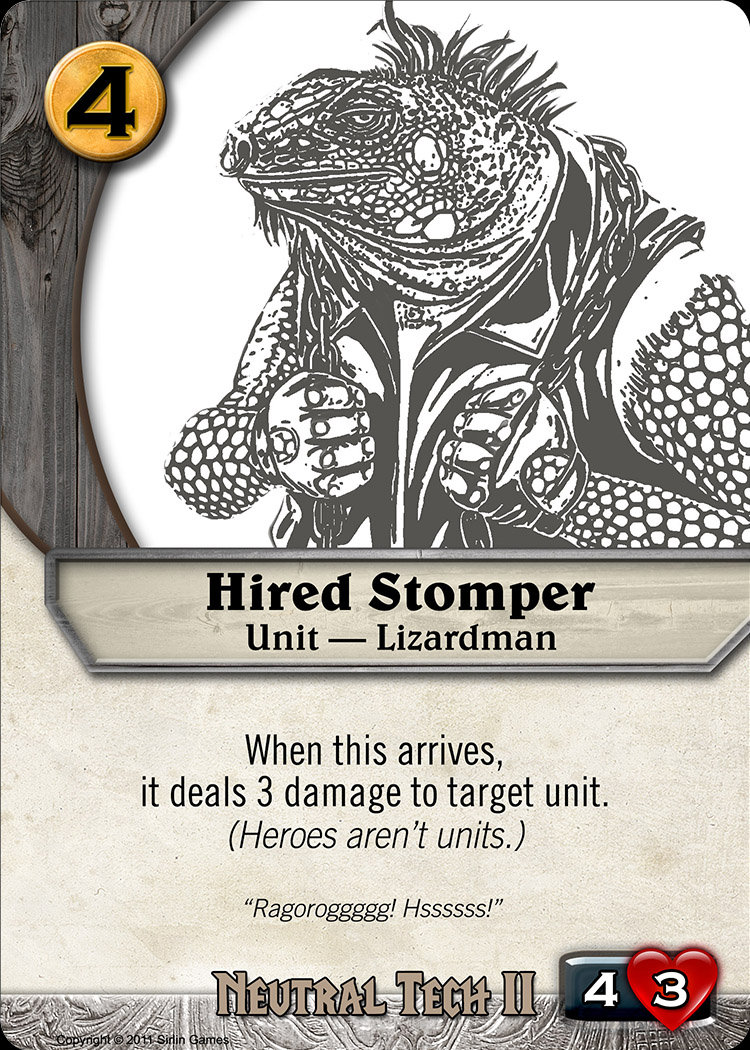 4
Hired Stomper
Unit — Lizardman
When this arrives,
it deals 3 damage to target unit.
(Heroes aren't units.)
“Ragoroggggg! Hssssss!”
Neutral Tech II
4 3
Copyright © 2011 Sirlin Games